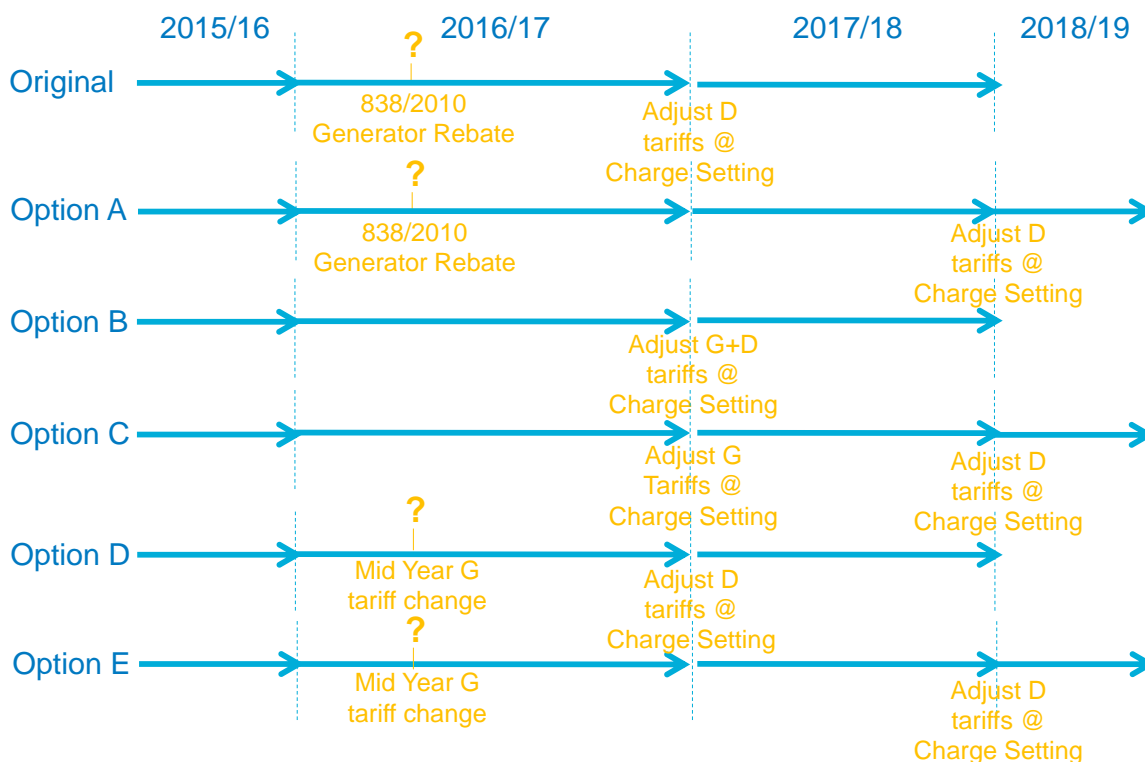 2015/16 2016/17 2017/18 2018/19
Original
?
838/2010
Generator Rebate
Adjust D
tariffs @
Charge Setting
Option A
?
838/2010
Generator Rebate
Adjust D
tariffs @
Charge Setting
Option B
Adjust G+D
tariffs @
Charge Setting
Option C
Adjust G
Tariffs @
Charge Setting
Adjust D
tariffs @
Charge Setting
Option D
?
Mid Year G
tariff change
Adjust D
tariffs @
Charge Setting
Option E
?
Mid Year G
tariff change
Adjust D
tariffs @
Charge Setting